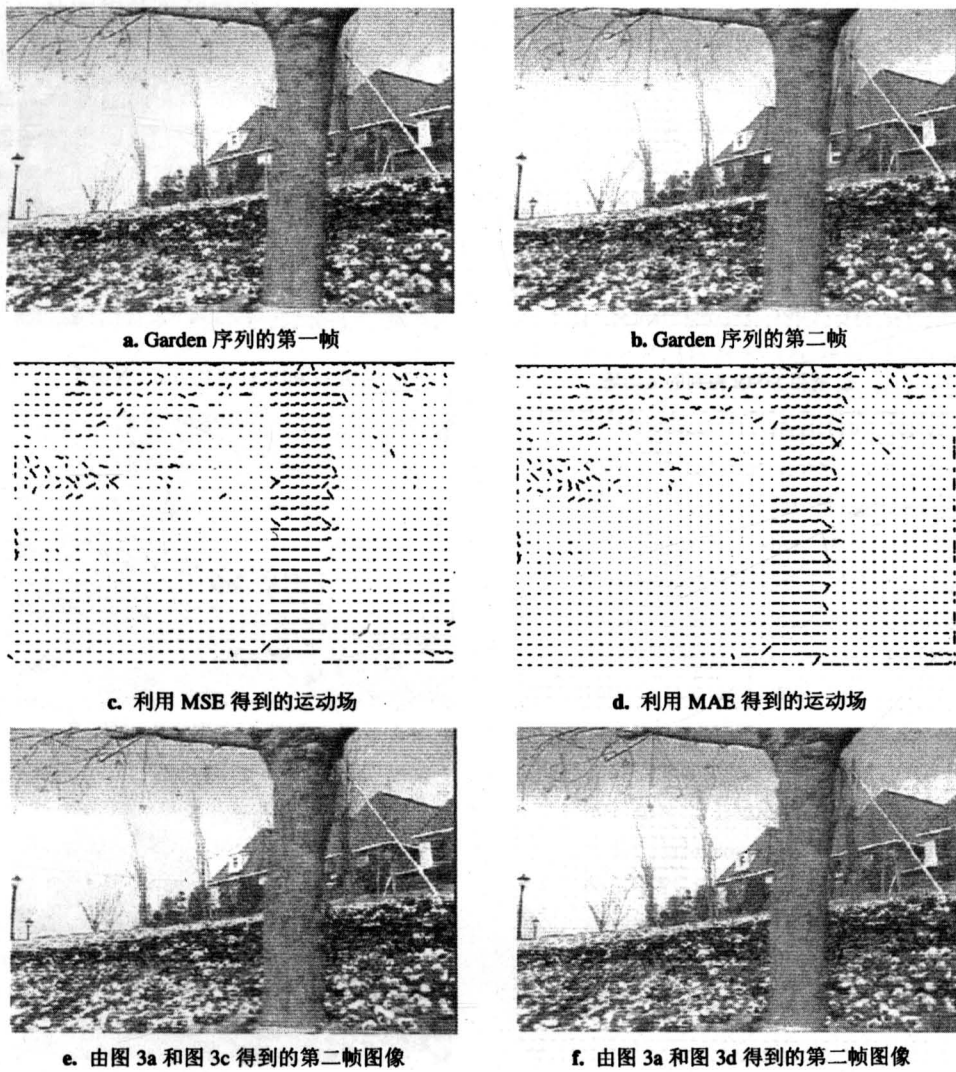 a. Garden 序列的第一帧
b. Garden 序列的第二帧
c. 利用 MSE 得到的运动场
d. 利用 MAE 得到的运动场
e. 由图 3a 和图 3c 得到的第二帧图像
f. 由图 3a 和图 3d 得到的第二帧图像